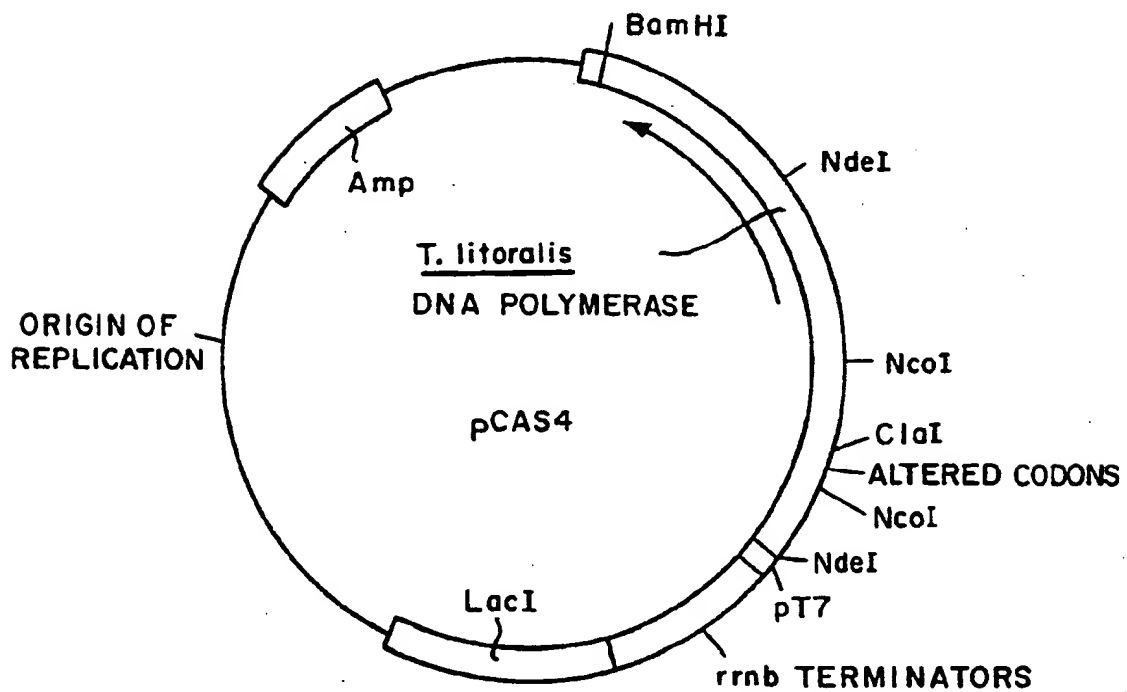 BamHI
NdeI
Amp
T. litoralis
DNA POLYMERASE
ORIGIN OF
REPLICATION
NcoI
pCAS4
ClaI
ALTERED CODONS
NcoI
NdeI
pT7
LacI
rrnb TERMINATORS